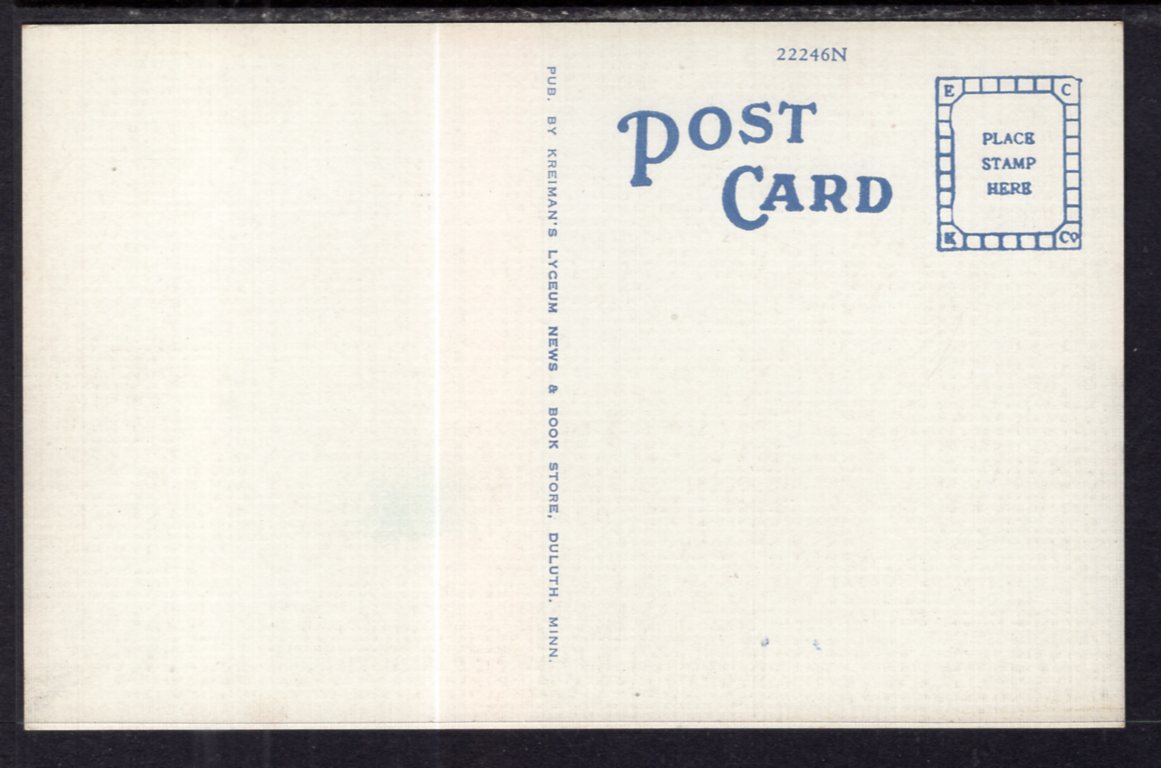 22246N
POST
CARD
E C
PLACE
STAMP
HERE
K Co
PUB. BY KREIMAN'S LYCEUM NEWS & BOOK STORE, DULUTH, MINN.